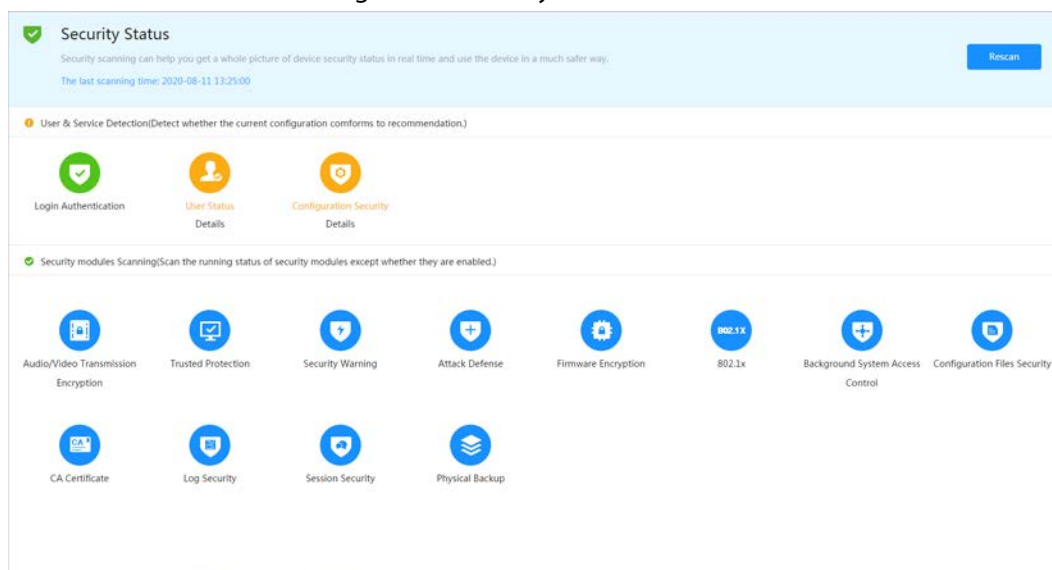 Security Status
Security scanning can help you get a whole picture of device security status in real time and use the device in a much safer way.
Rescan
The last scanning time: 2020-08-11 13:25:00
User & Service Detection(Detect whether the current configuration comforms to recommendation.)
Login Authentication
User Status
Configuration Security
Details
Details
Security modules Scanning(Scan the running status of security modules except whether they are enabled.)
802.1X
Audio/Video Transmission
Encryption
Trusted Protection
Security Warning
Attack Defense
Firmware Encryption
802.1x
Background System Access
Control
Configuration Files Security
CA
CA Certificate
Log Security
Session Security
Physical Backup